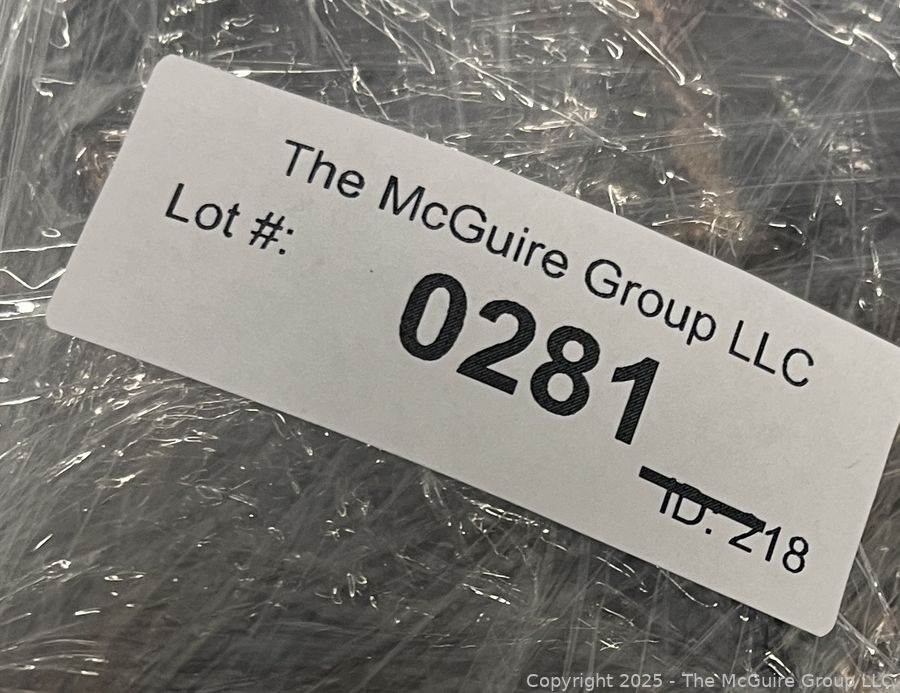 The McGuire Group LLC
Lot #:
0281
ID: 218
Copyright 2025 - The McGuire Group LLC